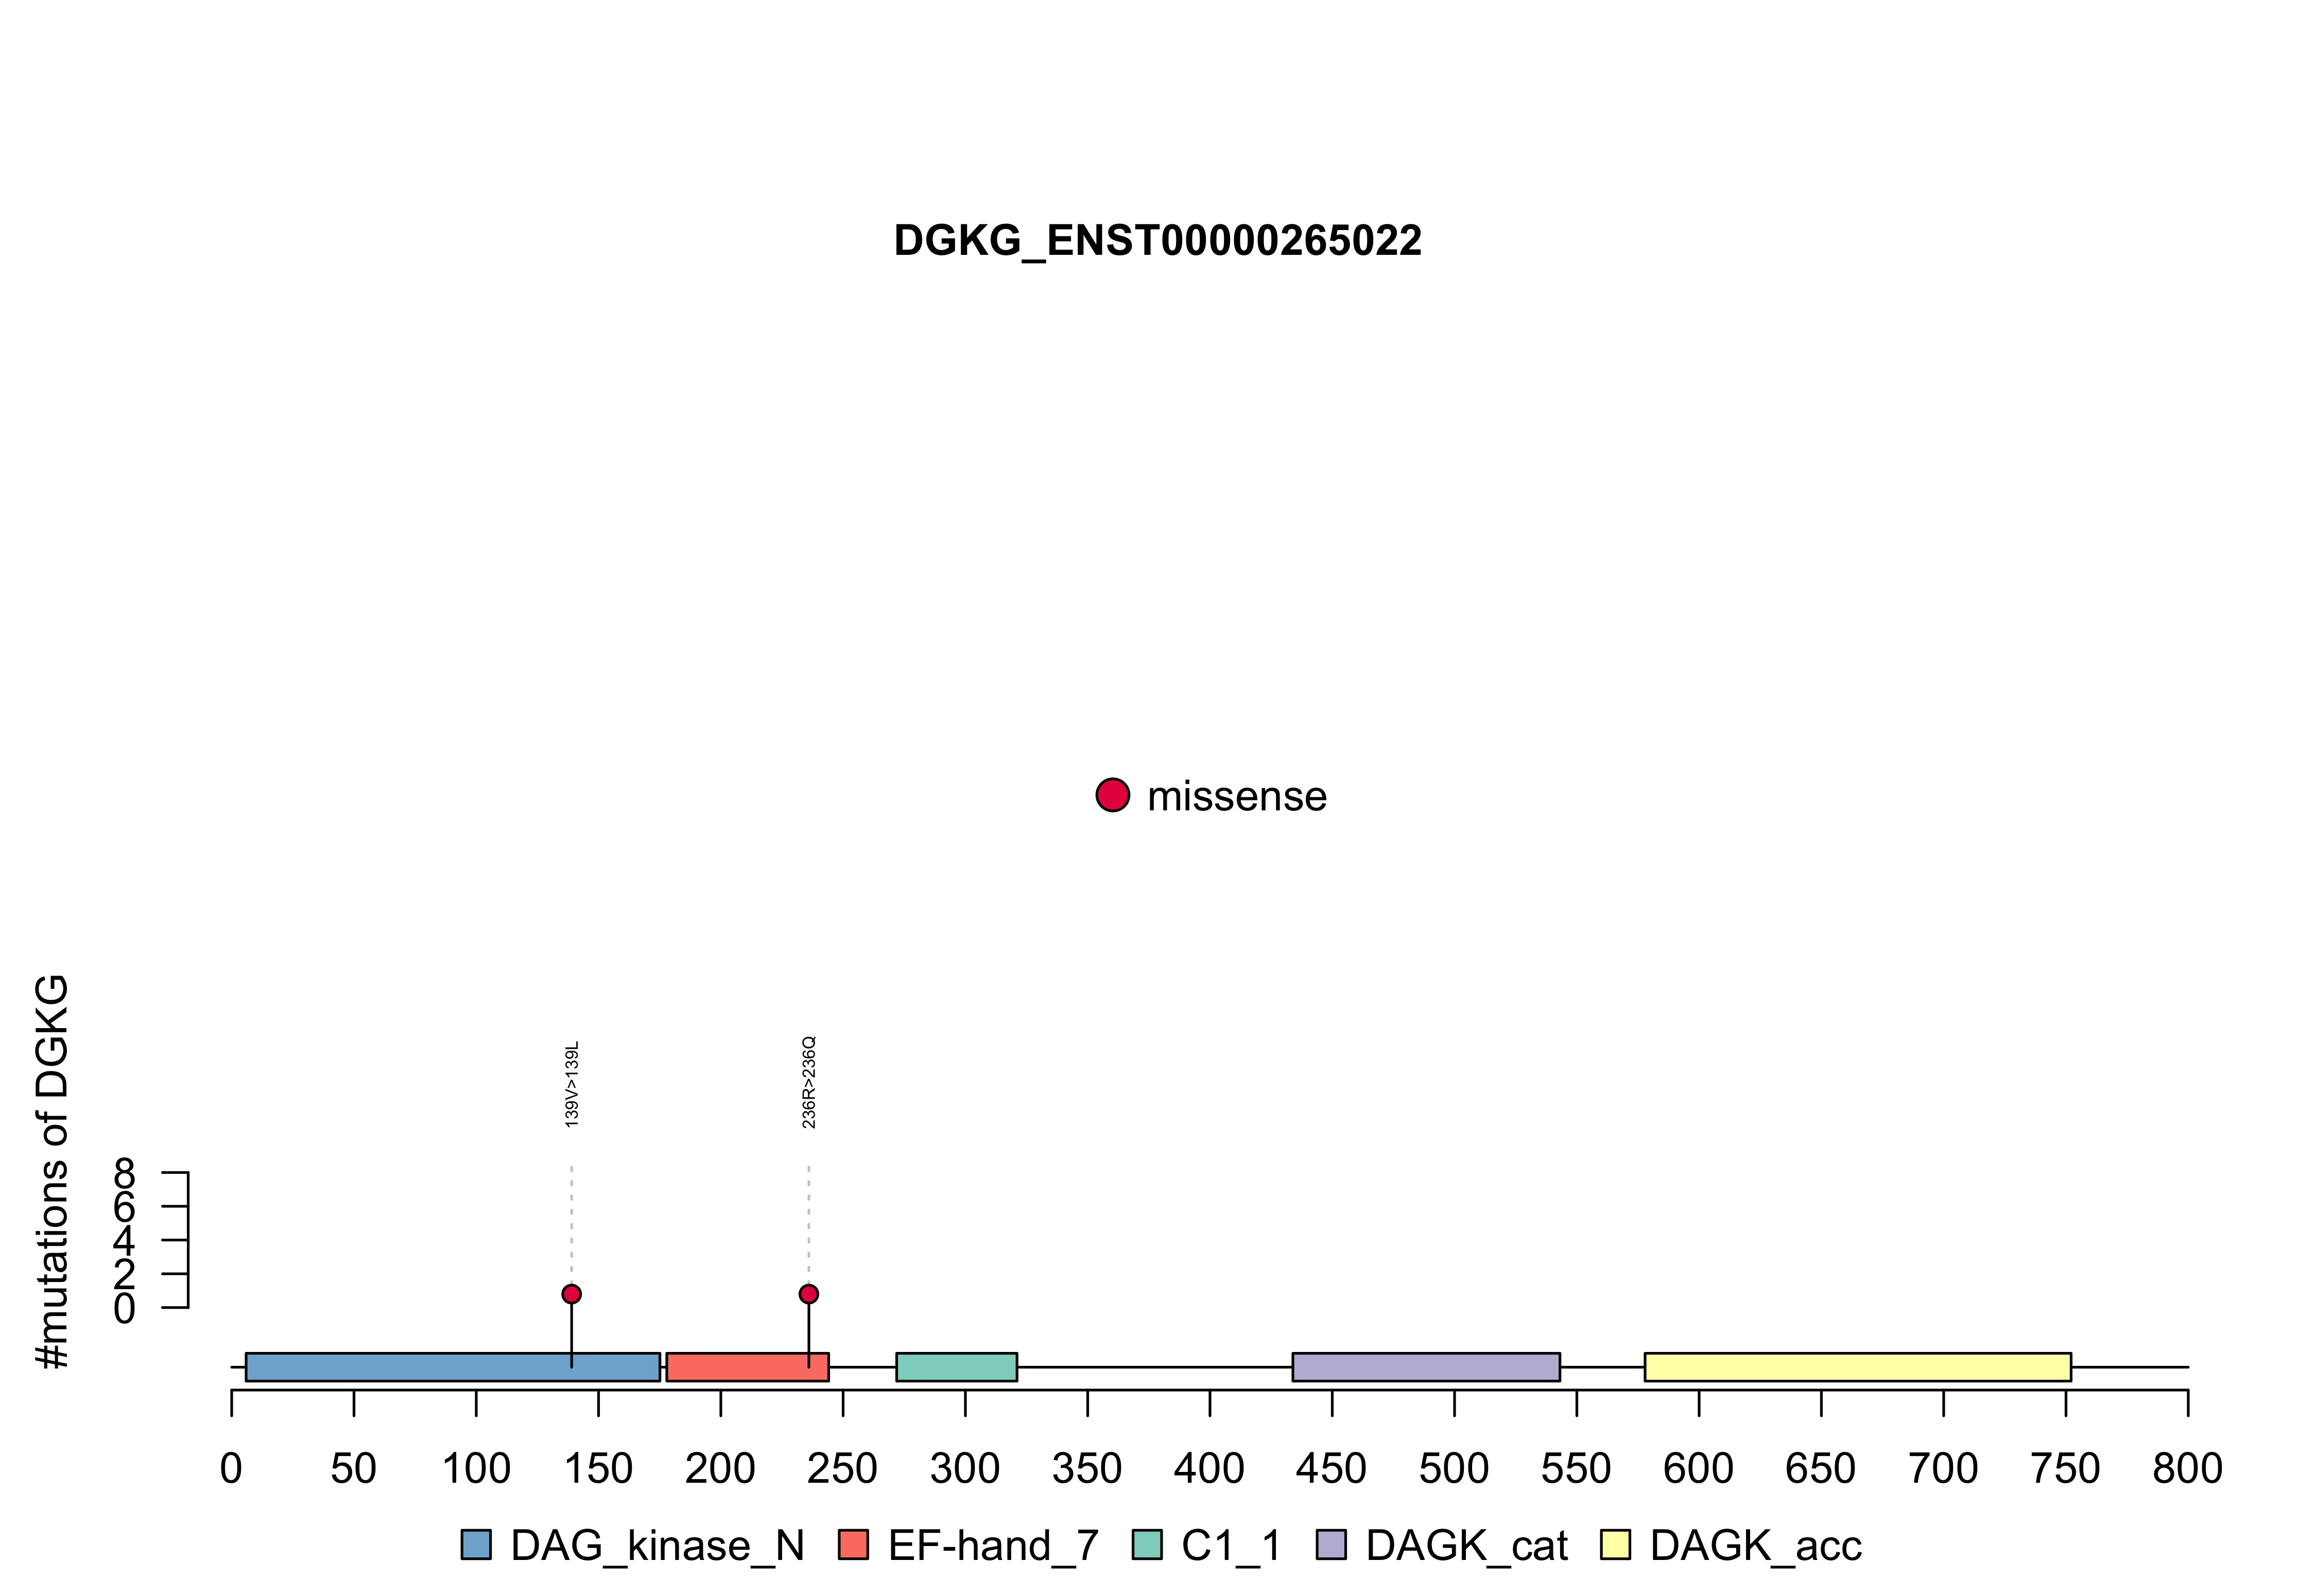 DGKG_ENST00000265022
missense
#mutations of DGKG
139V>139L
236R>236Q
8
6
4
2
0
0 50 100 150 200 250 300 350 400 450 500 550 600 650 700 750 800
DAG_kinase_N EF-hand_7 C1_1 DAGK_cat DAGK_acc